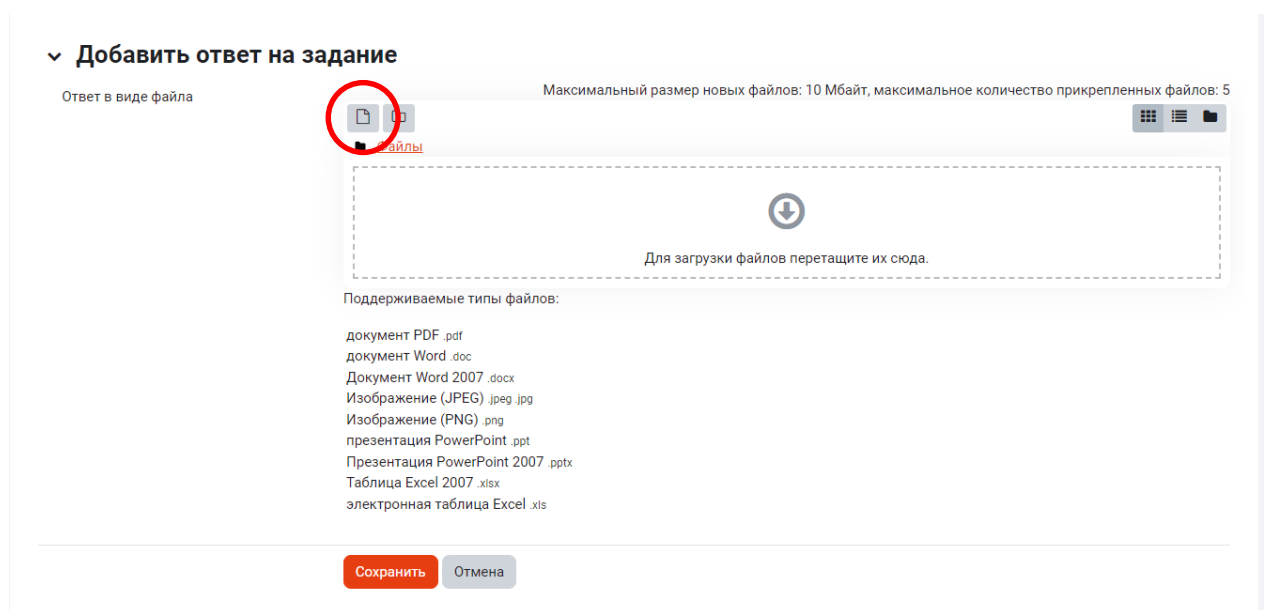 Добавить ответ на задание
Ответ в виде файла
Максимальный размер новых файлов: 10 Мбайт, максимальное количество прикрепленных файлов: 5
Файлы
Для загрузки файлов перетащите их сюда.
Поддерживаемые типы файлов:
документ PDF .pdf
документ Word .doc
Документ Word 2007 .docx
Изображение (JPEG) .jpeg .jpg
Изображение (PNG) .png
презентация PowerPoint .ppt
Презентация PowerPoint 2007 .pptx
Таблица Excel 2007 .xlsx
электронная таблица Excel .xls
Сохранить Отмена